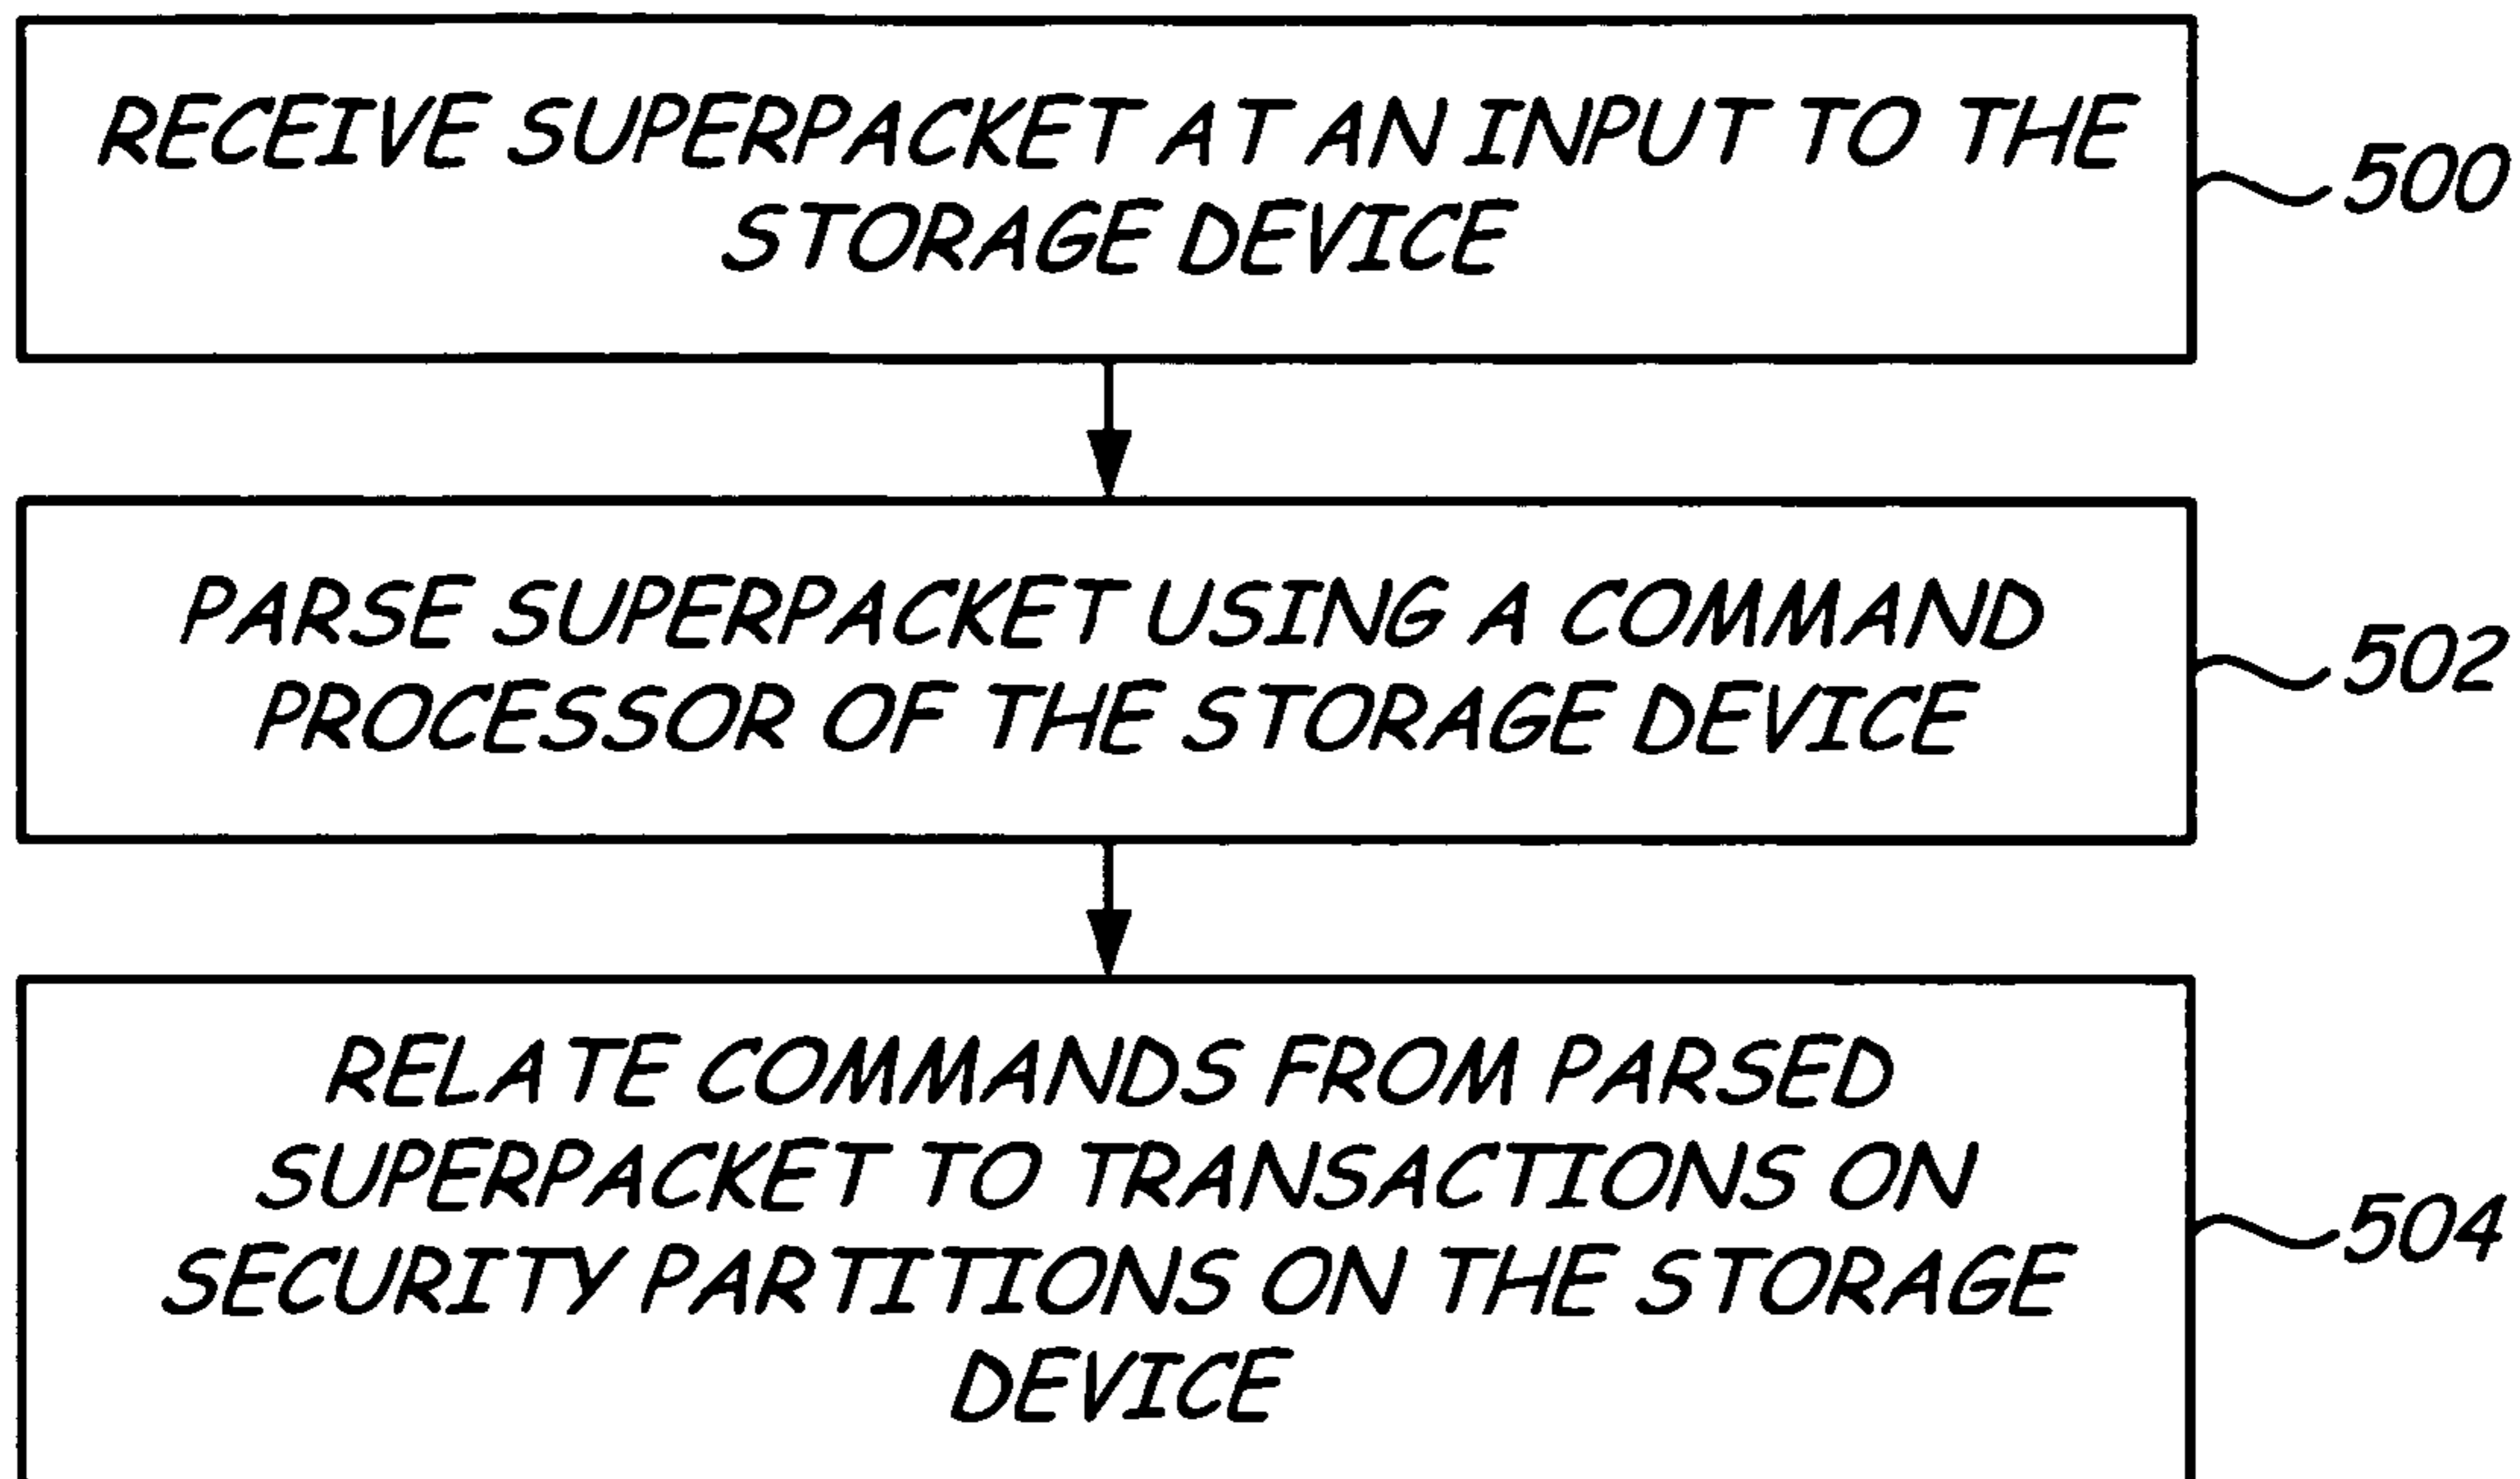 RECEIVE SUPERPACKET AT AN INPUT TO THE
STORAGE DEVICE
500
PARSE SUPERPACKET USING A COMMAND
PROCESSOR OF THE STORAGE DEVICE
502
RELATE COMMANDS FROM PARSED
SUPERPACKET TO TRANSACTIONS ON
SECURITY PARTITIONS ON THE STORAGE
DEVICE
504